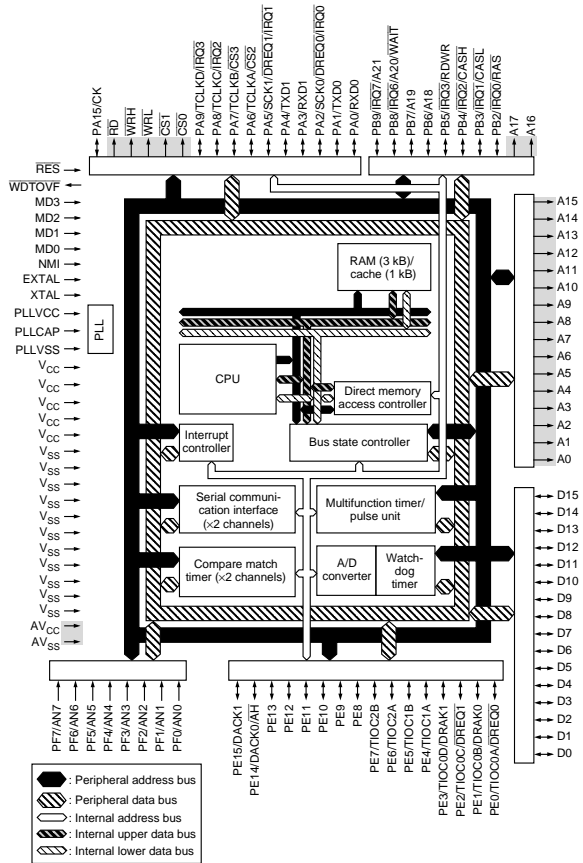 PA15/CK
RD
WRH
WRL
CS1
CS0
PA9/TCLKD/IRQ3
PA8/TCLKC/IRQ2
PA7/TCLKB/CS3
PA6/TCLKA/CS2
PA5/SCK1/DREQ1/IRQ1
PA4/TXD1
PA3/RXD1
PA2/SCK0/DREQ0/IRQ0
PA1/TXD0
PA0/RXD0
PB9/IRQ7/A21
PB8/IRQ6/A20/WAIT
PB7/A19
PB6/A18
PB5/IRQ3/RDWR
PB4/IRQ2/CASH
PB3/IRQ1/CASL
PB2/IRQ0/RAS
A17
A16
RES
WDTOVF
MD3
MD2
MD1
MD0
NMI
EXTAL
XTAL
PLLVCC
PLLCAP
PLLVSS
VCC
VCC
VCC
VCC
VCC
VSS
VSS
VSS
VSS
VSS
VSS
VSS
VSS
VSS
VSS
AVCC
AVSS
PLL
RAM (3 kB)/
cache (1 kB)
CPU
Direct memory
access controller
Interrupt
controller
Bus state controller
Serial communi-
cation interface
(×2 channels)
Multifunction timer/
pulse unit
Compare match
timer (×2 channels)
A/D
converter
Watch-
dog
timer
A15
A14
A13
A12
A11
A10
A9
A8
A7
A6
A5
A4
A3
A2
A1
A0
D15
D14
D13
D12
D11
D10
D9
D8
D7
D6
D5
D4
D3
D2
D1
D0
PF7/AN7
PF6/AN6
PF5/AN5
PF4/AN4
PF3/AN3
PF2/AN2
PF1/AN1
PF0/AN0
PE15/DACK1
PE14/DACK0/AH
PE13
PE12
PE11
PE10
PE9
PE8
PE7/TIOC2B
PE6/TIOC2A
PE5/TIOC1B
PE4/TIOC1A
PE3/TIOC0D/DRAK1
PE2/TIOC0C/DREQ1
PE1/TIOC0B/DRAK0
PE0/TIOC0A/DREQ0
: Peripheral address bus
: Peripheral data bus
: Internal address bus
: Internal upper data bus
: Internal lower data bus